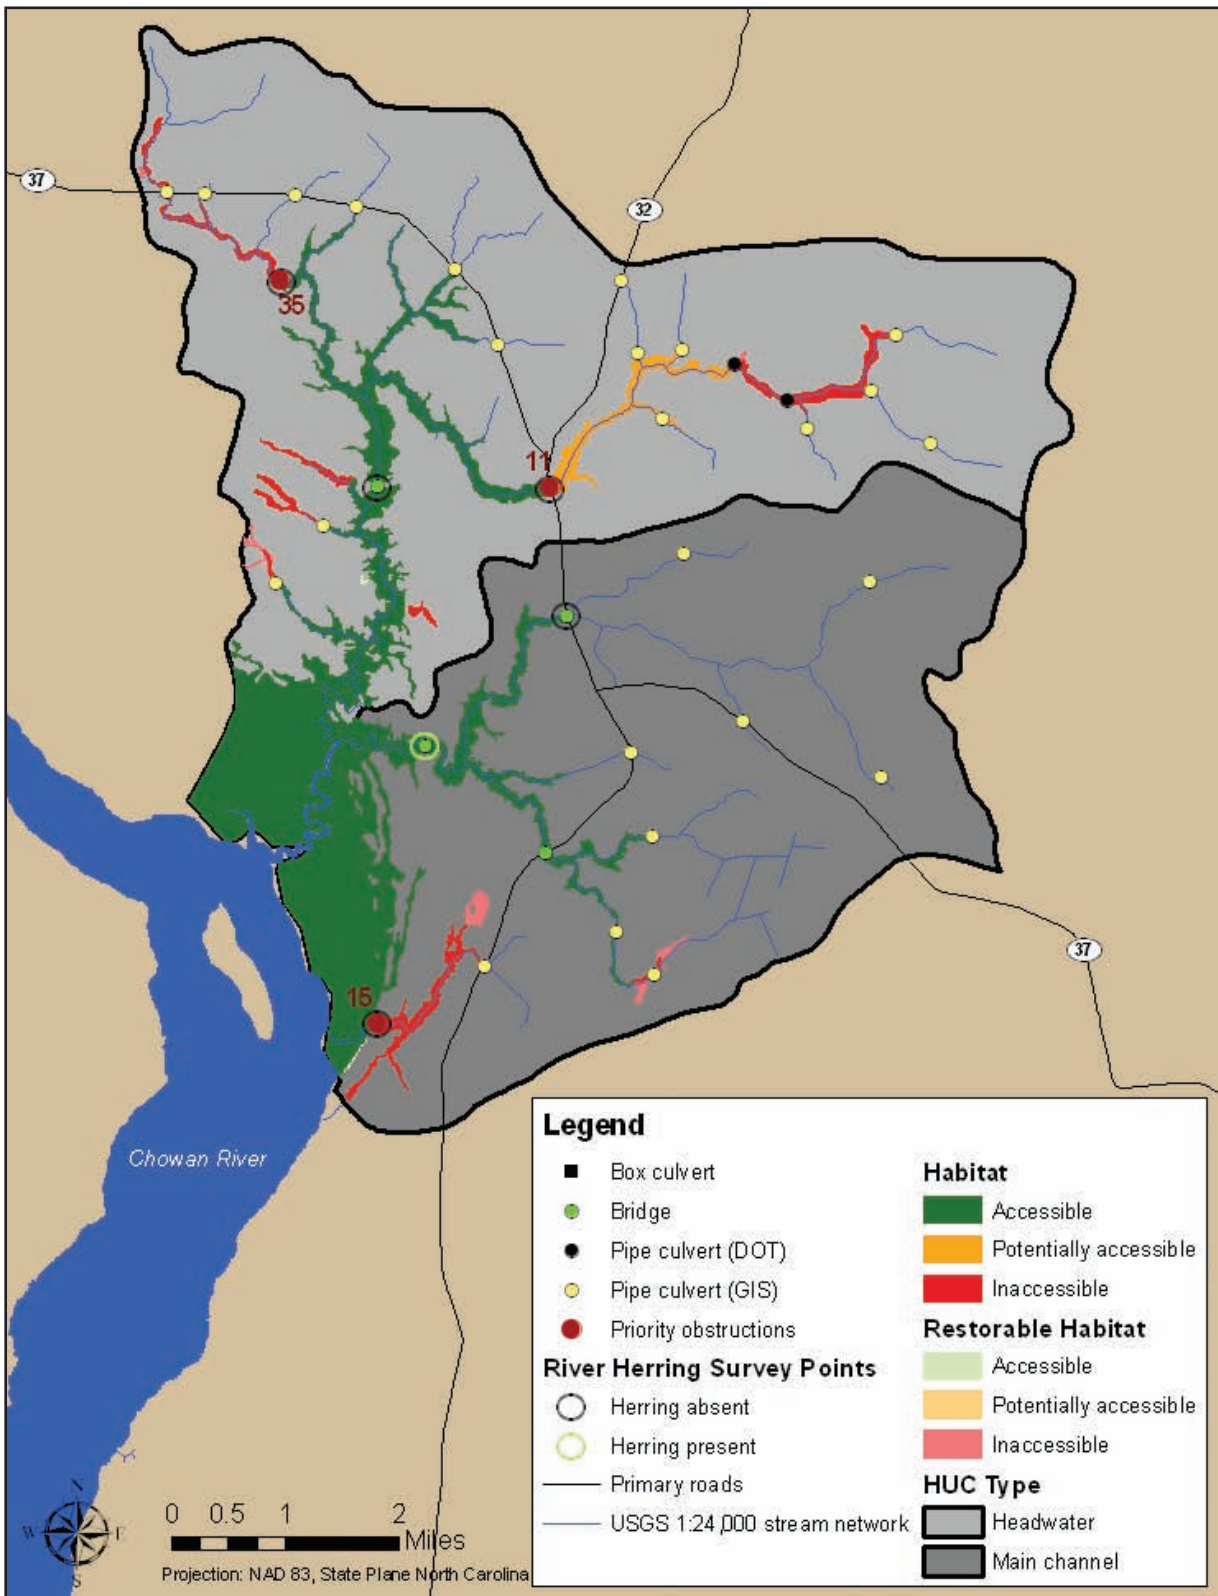 37
32
35
11
37
15
Chowan River
Legend
Box culvert
Bridge
Pipe culvert (DOT)
Pipe culvert (GIS)
Priority obstructions
River Herring Survey Points
Herring absent
Herring present
Primary roads
USGS 1:24,000 stream network
Habitat
Accessible
Potentially accessible
Inaccessible
Restorable Habitat
Accessible
Potentially accessible
Inaccessible
HUC Type
Headwater
Main channel
N
W E
S
0 0.5 1 2
Miles
Projection: NAD 83, State Plane North Carolina